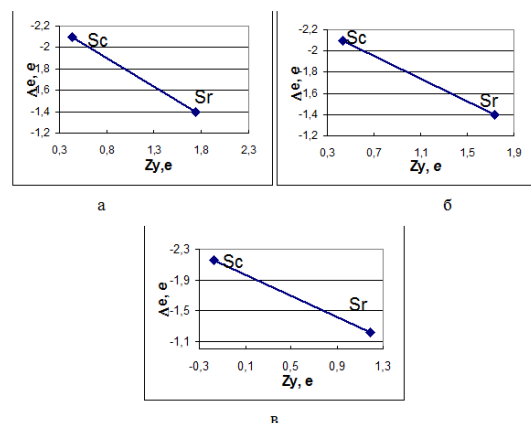 -2,2
-2
-1,8
-1,6
-1,4
-1,2
Δe, e
Sc
Sr
0,3 0,8 1,3 1,8 2,3
Zy,e
а
-2,2
-2
-1,8
-1,6
-1,4
-1,2
Δe, e
Sc
Sr
0,3 0,7 1,1 1,5 1,9
Zy, e
б
-2,3
-1,9
-1,5
-1,1
Δe, e
Sc
Sr
-0,3 0,1 0,5 0,9 1,3
Zy, e
в